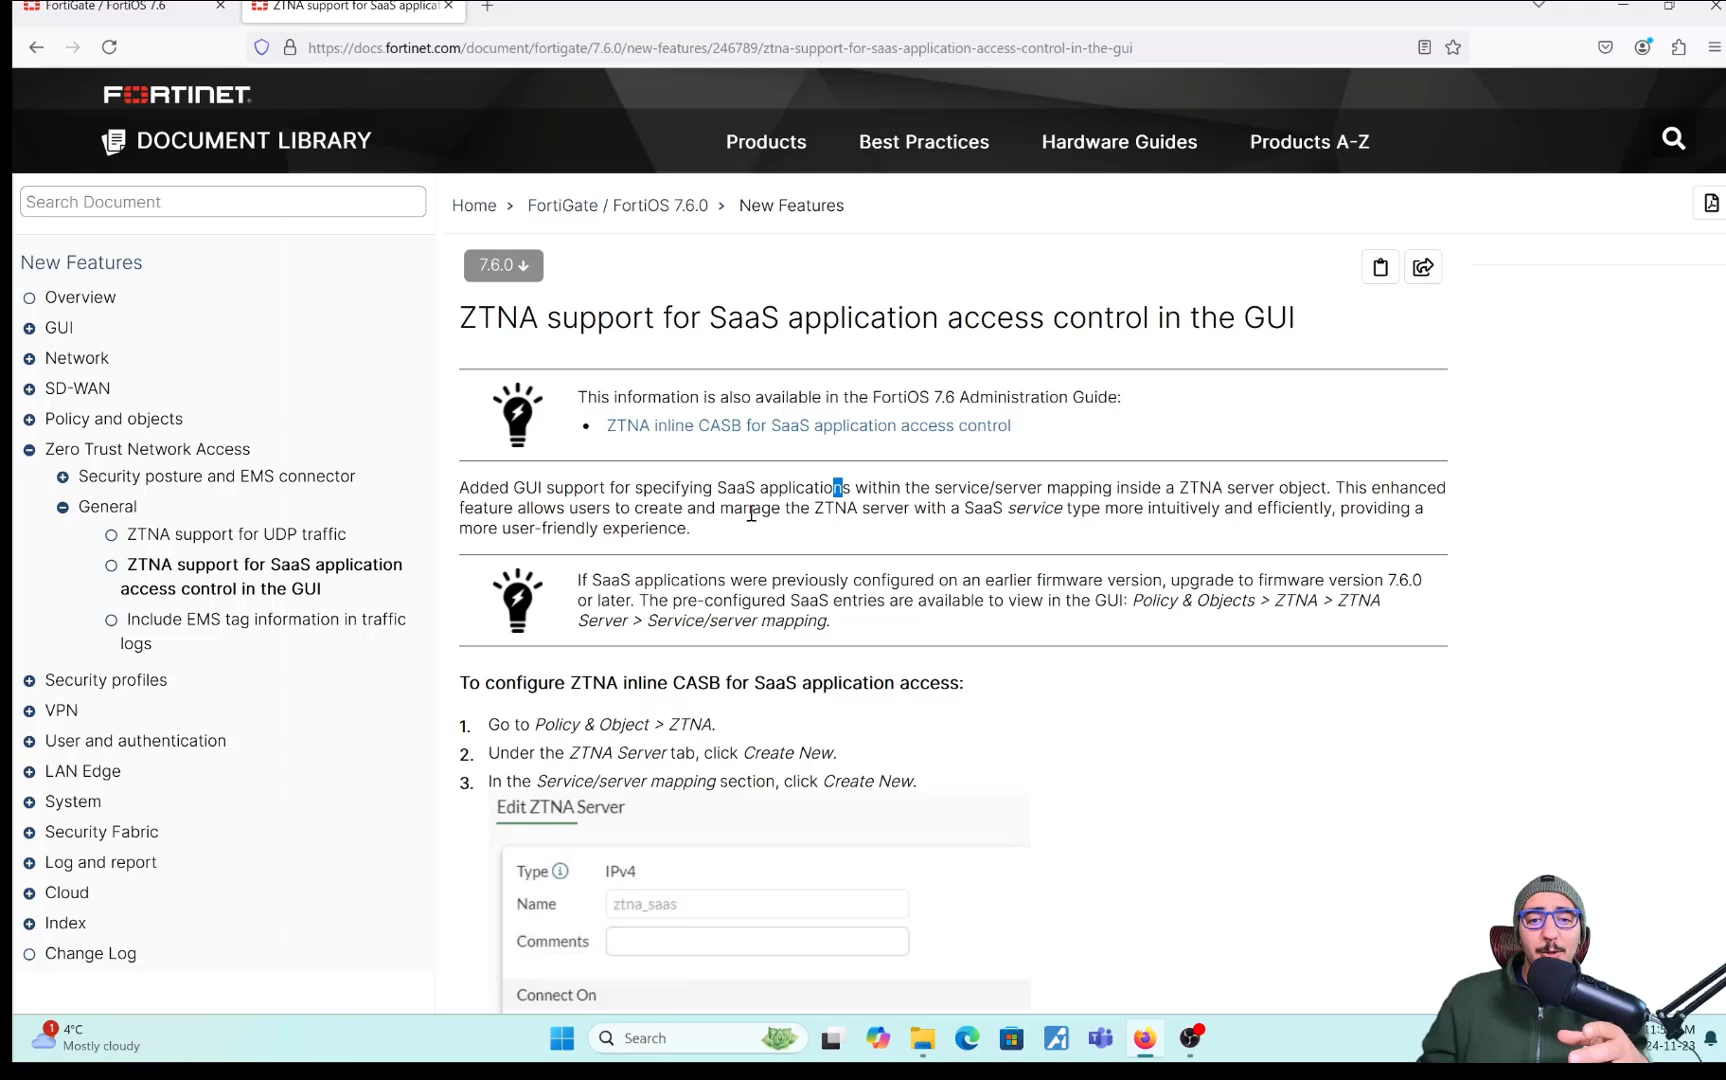 FortiGate / FortiOS 7.6
ZTNA support for SaaS applicat
https://docs.fortinet.com/document/fortigate/7.6.0/new-features/246789/ztna-support-for-saas-application-access-control-in-the-gui
FORTINET
DOCUMENT LIBRARY
Products
Best Practices
Hardware Guides
Products A-Z
Search Document
Home > FortiGate / FortiOS 7.6.0 > New Features
New Features
Overview
GUI
Network
SD-WAN
Policy and objects
Zero Trust Network Access
Security posture and EMS connector
General
ZTNA support for UDP traffic
ZTNA support for SaaS application
access control in the GUI
Include EMS tag information in traffic
logs
Security profiles
VPN
User and authentication
LAN Edge
System
Security Fabric
Log and report
Cloud
Index
Change Log
7.6.0
ZTNA support for SaaS application access control in the GUI
This information is also available in the FortiOS 7.6 Administration Guide:
• ZTNA inline CASB for SaaS application access control
Added GUI support for specifying SaaS applications within the service/server mapping inside a ZTNA server object. This enhanced
feature allows users to create and manage the ZTNA server with a SaaS service type more intuitively and efficiently, providing a
more user-friendly experience.
If SaaS applications were previously configured on an earlier firmware version, upgrade to firmware version 7.6.0
or later. The pre-configured SaaS entries are available to view in the GUI: Policy & Objects > ZTNA > ZTNA
Server > Service/server mapping.
To configure ZTNA inline CASB for SaaS application access:
1. Go to Policy & Object > ZTNA.
2. Under the ZTNA Server tab, click Create New.
3. In the Service/server mapping section, click Create New.
Edit ZTNA Server
Type IPv4
Name ztna_saas
Comments
Connect On
1
4°C
Mostly cloudy
Search